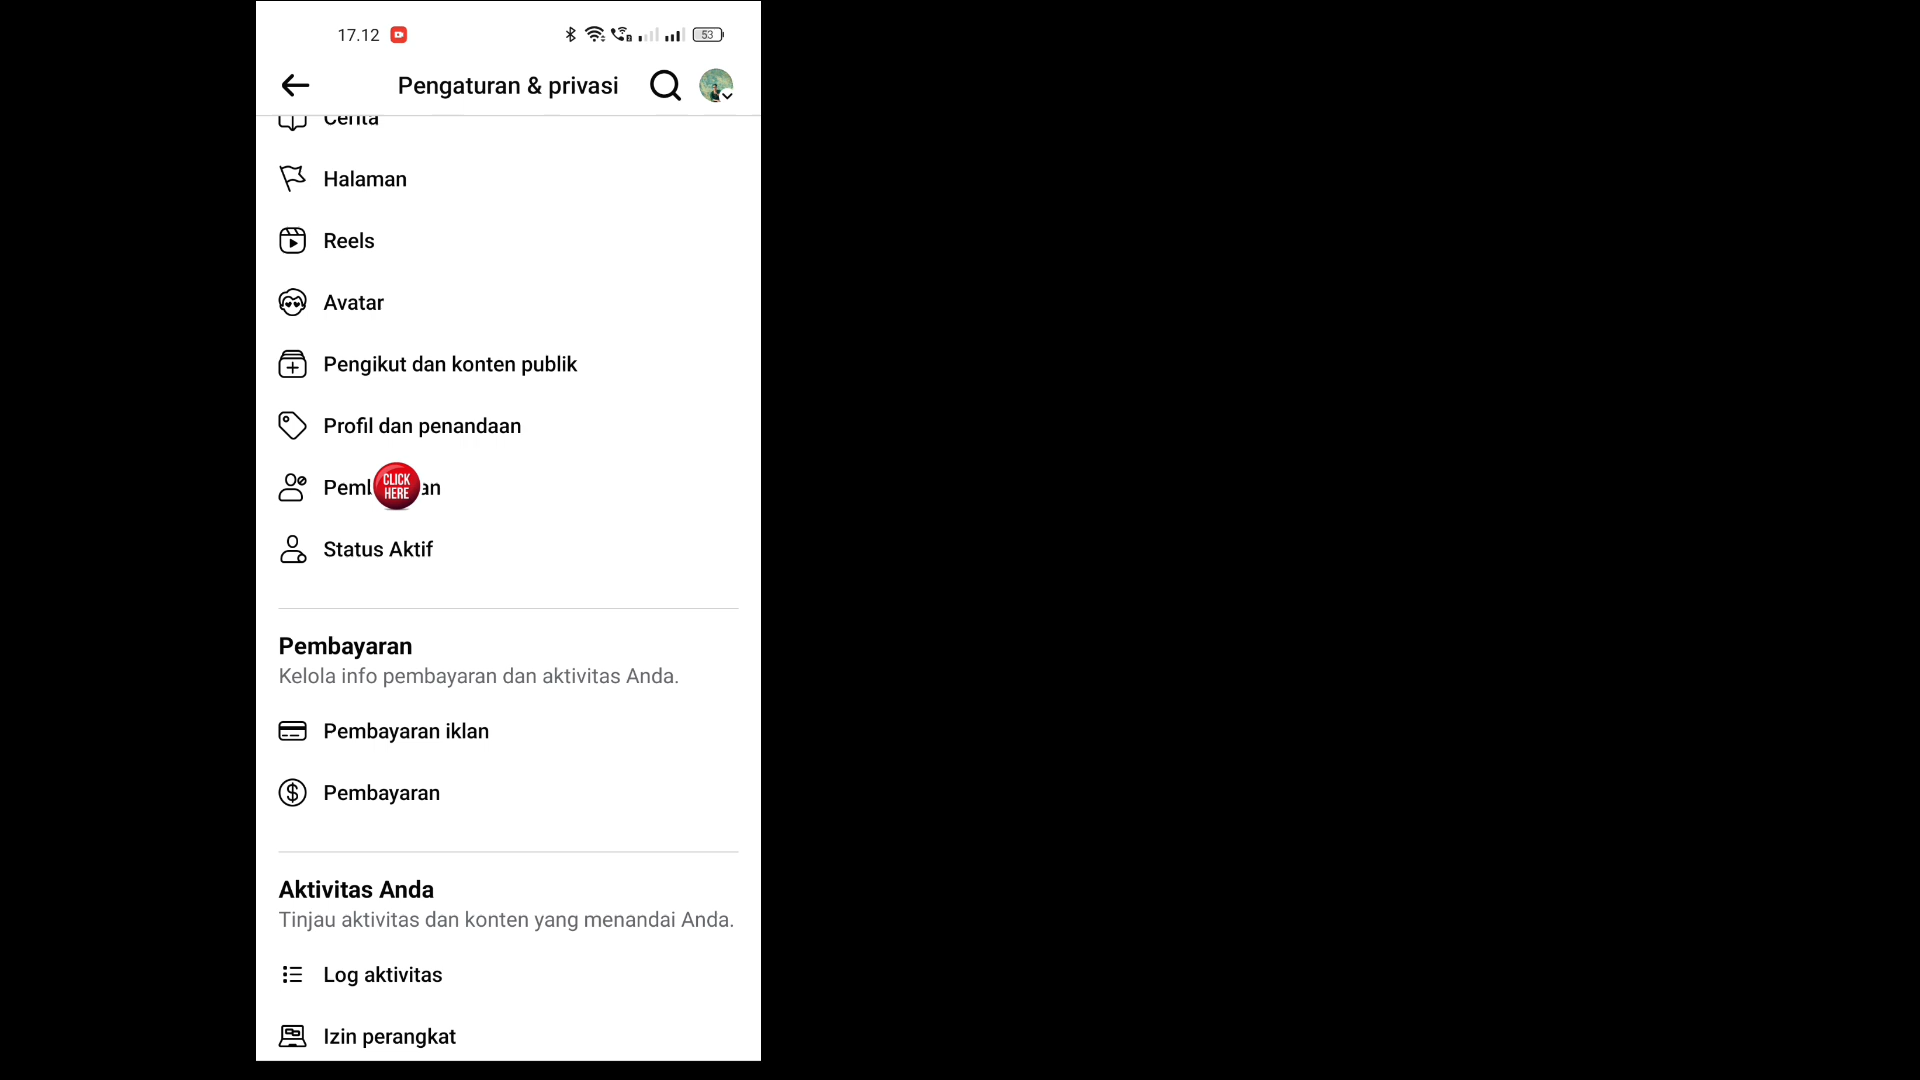 17.12
53
Pengaturan & privasi
Cerita
Halaman
Reels
Avatar
Pengikut dan konten publik
Profil dan penandaan
CLICK
HERE
Status Aktif
Pembayaran
Kelola info pembayaran dan aktivitas Anda.
Pembayaran iklan
Pembayaran
Aktivitas Anda
Tinjau aktivitas dan konten yang menandai Anda.
Log aktivitas
Izin perangkat